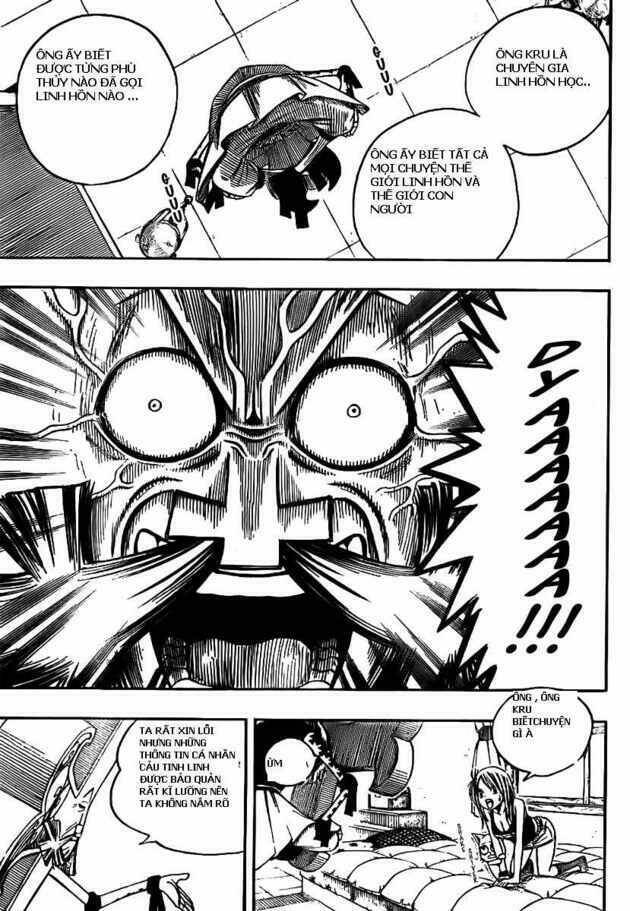 ÔNG KRU LÀ
CHUYÊN GIA
LINH HỒN HỌC..
ÔNG ẤY BIẾT TẤT CẢ
MỌI CHUYỆN THẾ
GIỚI LINH HỒN VÀ
THẾ GIỚI CON
NGƯỜI
GUUU
ÔNG ẤY BIẾT
ĐƯỢC TỪNG PHÙ
THỦY NÀO ĐÃ GỌI
LINH HỒN NÀO ...
GUUU
OYAAAAAAA!!!
ÔNG , ÔNG
KRU
BIẾTCHUYỆN
GÌ À
ỪM
TA RẤT XIN LỖI
NHƯNG NHỮNG
THÔNG TIN CÁ NHÂN
CẢU TINH LINH
ĐƯỢC BẢO QUẢN
RẤT KĨ LƯỠNG NÊN
TA KHÔNG NẮM RÕ